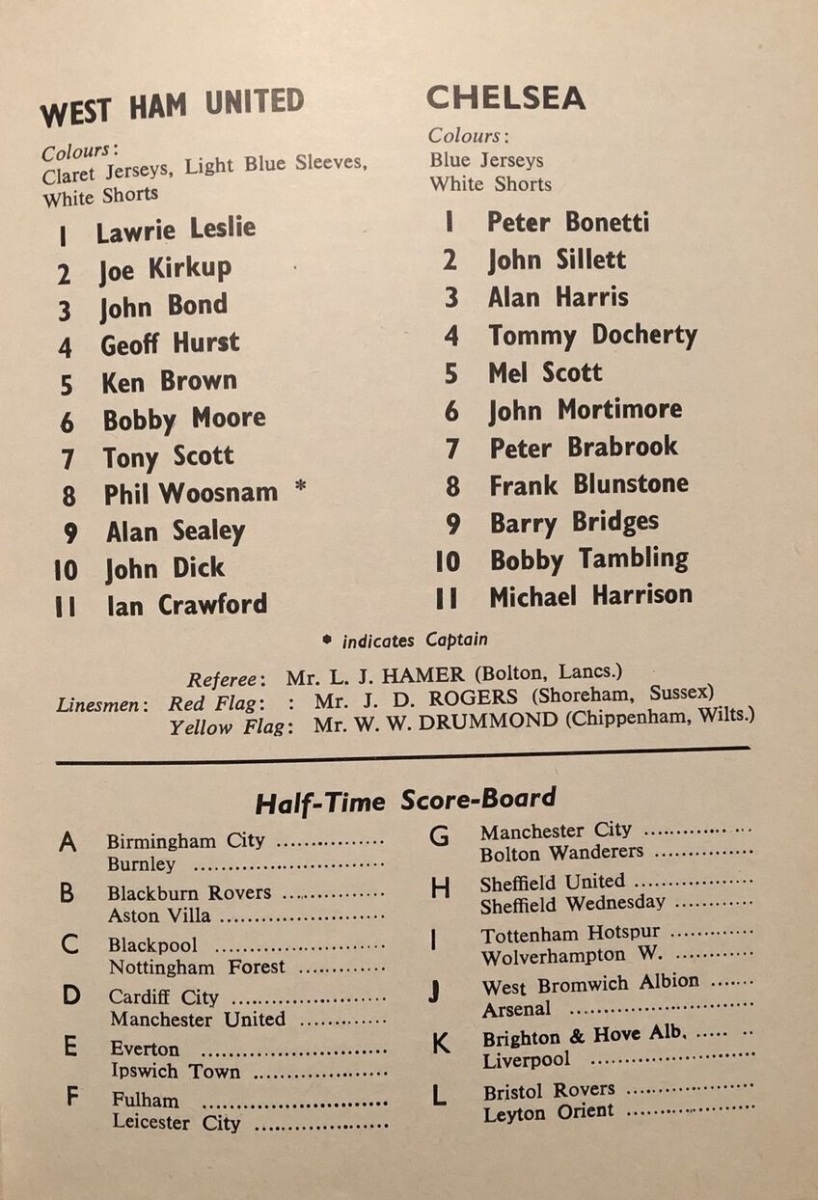 WEST HAM UNITED
Colours:
Claret Jerseys, Light Blue Sleeves,
White Shorts
1 Lawrie Leslie
2 Joe Kirkup
3 John Bond
4 Geoff Hurst
5 Ken Brown
6 Bobby Moore
7 Tony Scott
8 Phil Woosnam *
9 Alan Sealey
10 John Dick
11 Ian Crawford
CHELSEA
Colours:
Blue Jerseys
White Shorts
1 Peter Bonetti
2 John Sillett
3 Alan Harris
4 Tommy Docherty
5 Mel Scott
6 John Mortimore
7 Peter Brabrook
8 Frank Blunstone
9 Barry Bridges
10 Bobby Tambling
11 Michael Harrison
* indicates Captain
Referee: Mr. L. J. HAMER (Bolton, Lancs.)
Linesmen: Red Flag: : Mr. J. D. ROGERS (Shoreham, Sussex)
Yellow Flag: Mr. W. W. DRUMMOND (Chippenham, Wilts.)
Half-Time Score-Board
A Birmingham City ................
Burnley ............................
B Blackburn Rovers ...............
Aston Villa ........................
C Blackpool .........................
Nottingham Forest .............
D Cardiff City .......................
Manchester United .............
E Everton ...........................
Ipswich Town ....................
F Fulham ...........................
Leicester City ....................
G Manchester City ............. ...
Bolton Wanderers ...............
H Sheffield United ..................
Sheffield Wednesday ............
I Tottenham Hotspur ............
Wolverhampton W. ............
J West Bromwich Albion .......
Arsenal ...........................
K Brighton & Hove Alb. ..... ..
Liverpool ........................
L Bristol Rovers ...................
Leyton Orient ...................